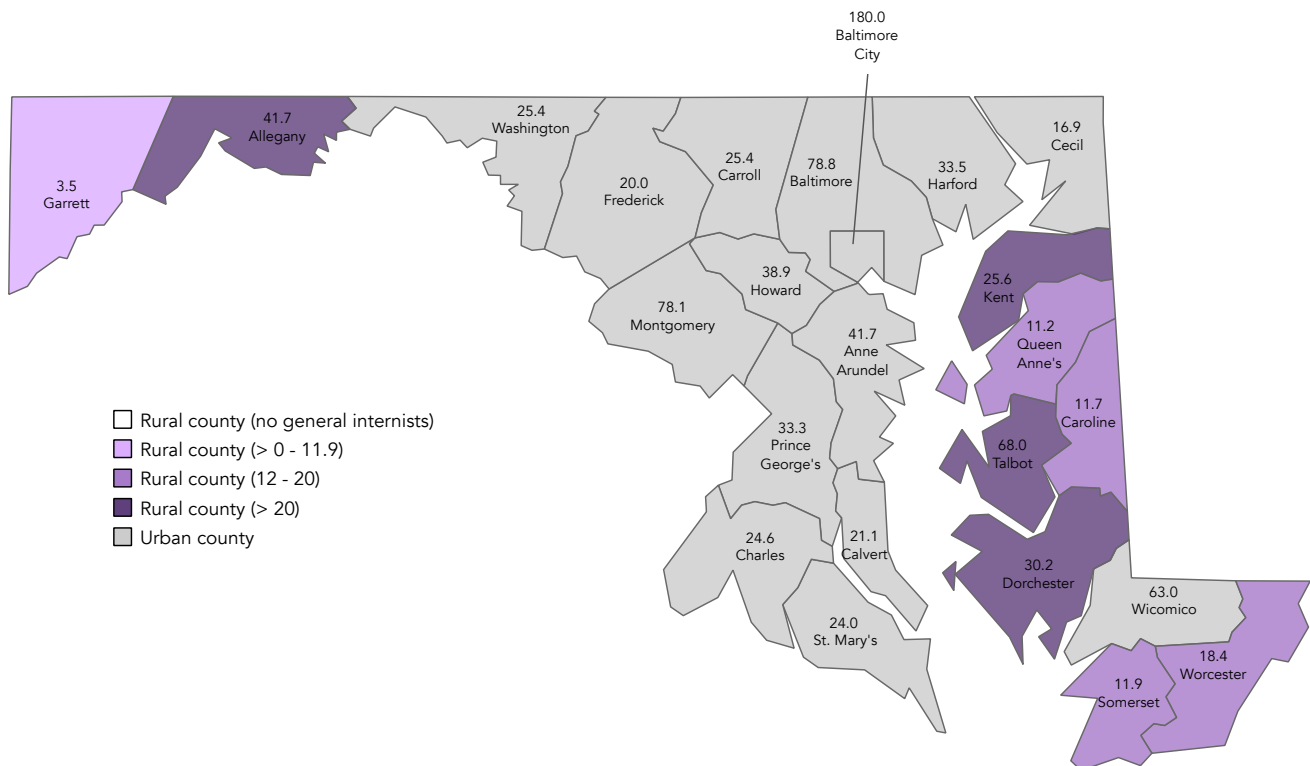 180.0
Baltimore
City
25.4
Washington
41.7
Allegany
3.5
Garrett
20.0
Frederick
25.4
Carroll
78.8
Baltimore
33.5
Harford
16.9
Cecil
38.9
Howard
78.1
Montgomery
25.6
Kent
11.2
Queen
Anne's
41.7
Anne
Arundel
11.7
Caroline
33.3
Prince
George's
68.0
Talbot
24.6
Charles
21.1
Calvert
30.2
Dorchester
63.0
Wicomico
24.0
St. Mary's
18.4
Worcester
11.9
Somerset
Rural county (no general internists)
Rural county (> 0 - 11.9)
Rural county (12 - 20)
Rural county (> 20)
Urban county